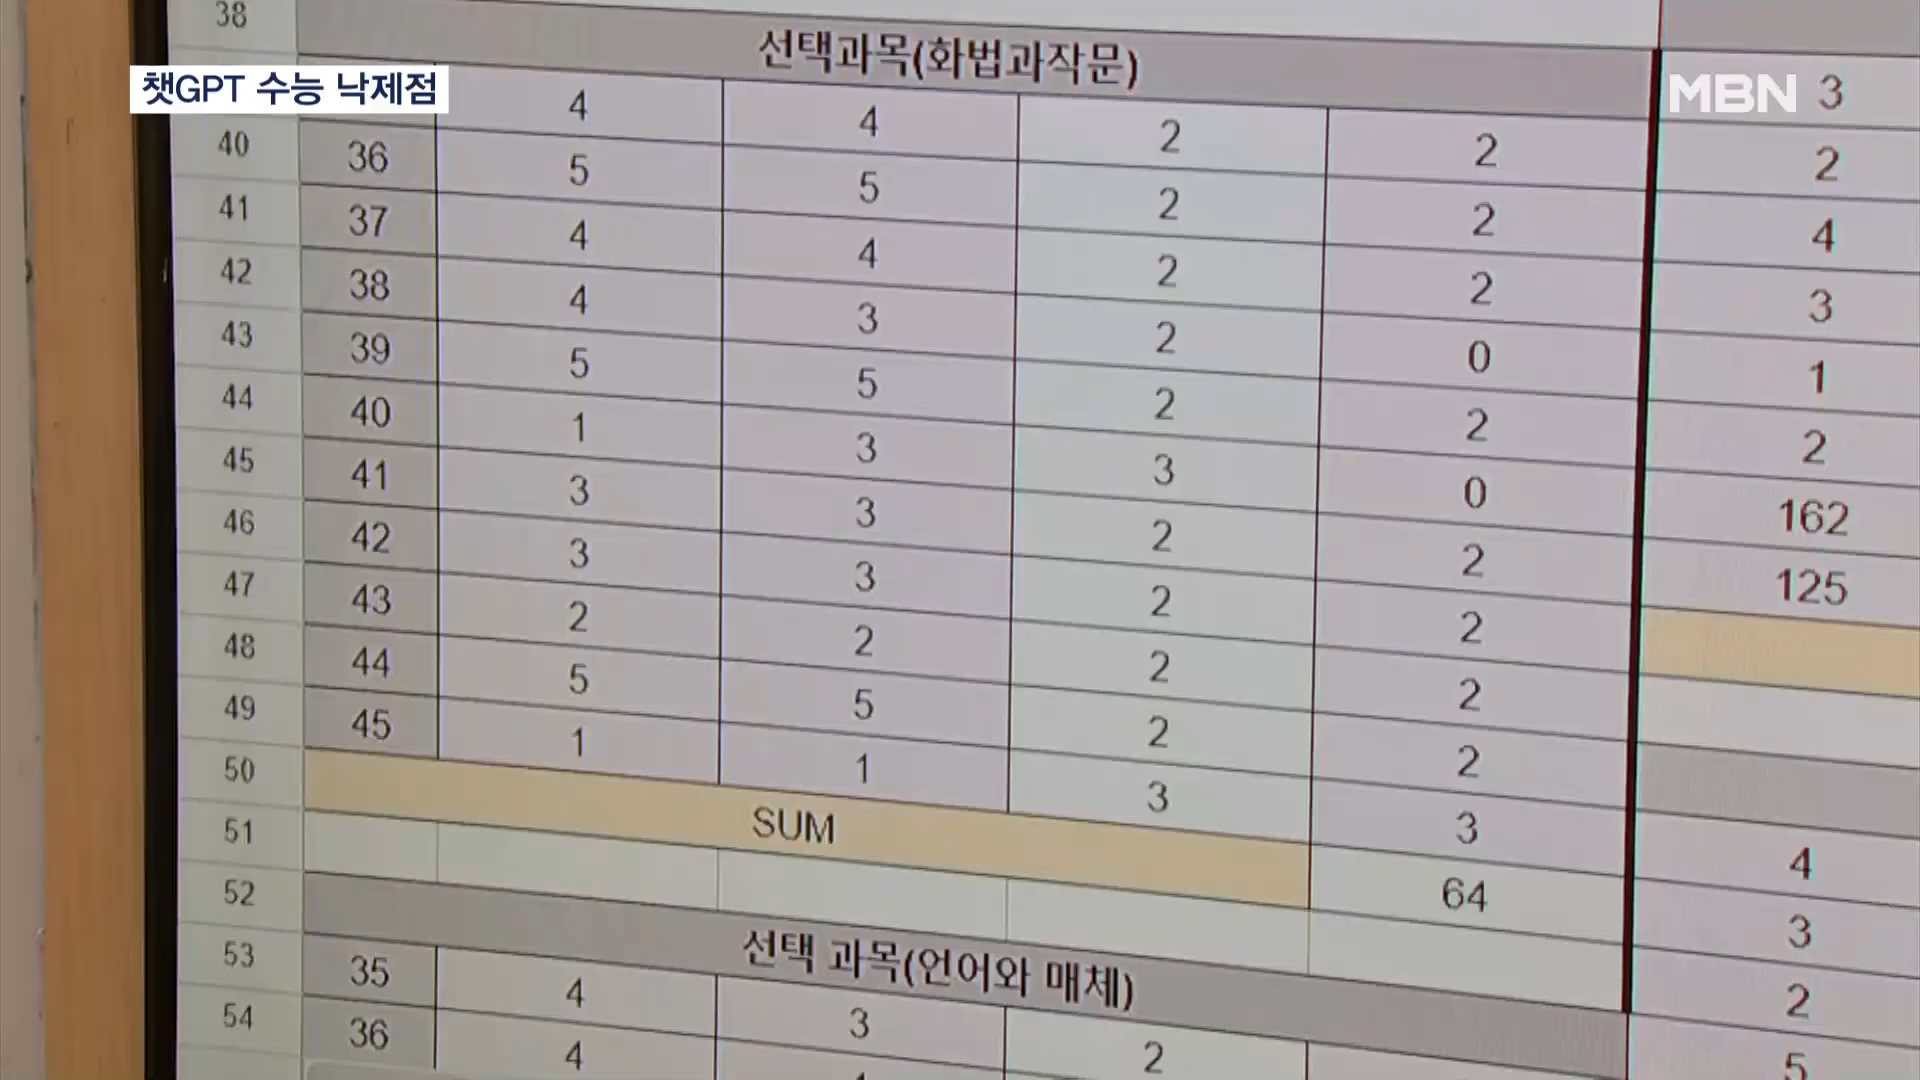 38
선택과목(화법과작문)
챗GPT 수능 낙제점
MBN
3
4 4 2 2 2
40 36 5 5 2 2 4
41 37 4 4 2 2 3
42 38 4 3 2 0 1
43 39 5 5 2 2 2
44 40 1 3 3 0 162
45 41 3 3 2 2 125
46 42 3 3 2 2
47 43 2 2 2 2
48 44 5 5 2 2
49 45 1 1 3 3 4
50 SUM 64 3
51
52 선택 과목(언어와 매체) 2
53 35 4 3 2 5
54 36 4